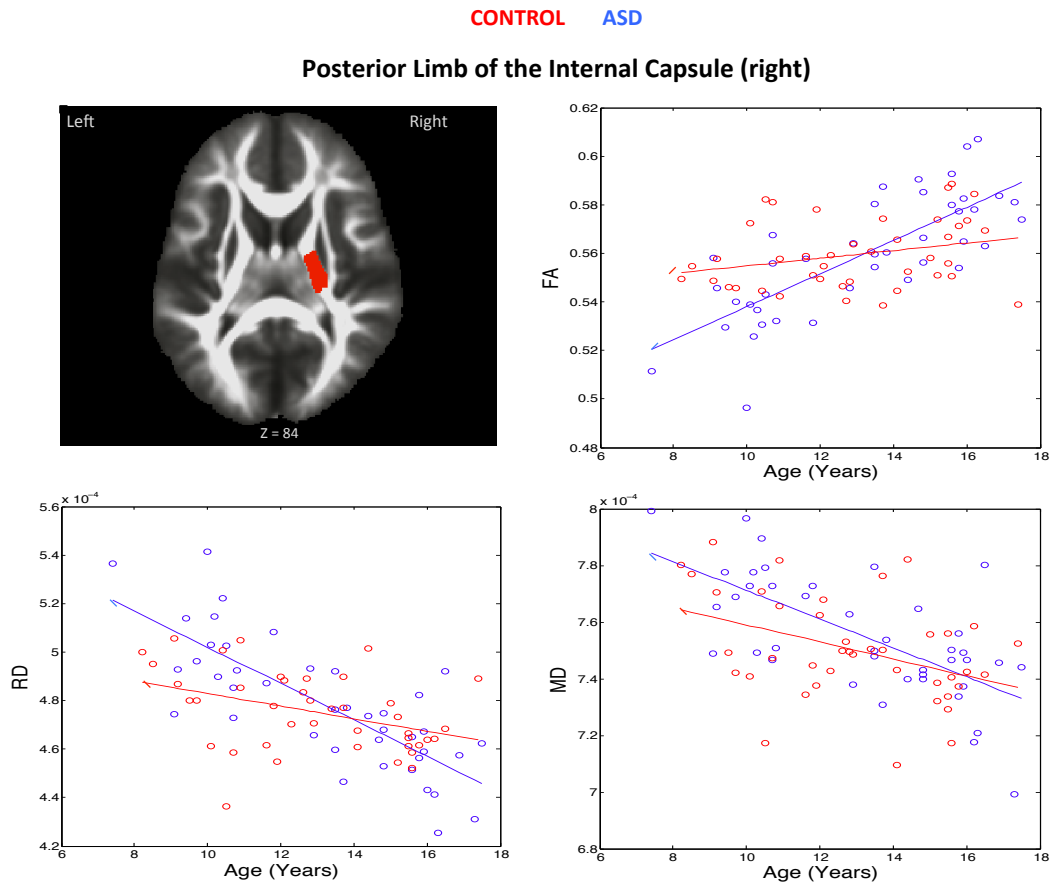 CONTROL ASD
Posterior Limb of the Internal Capsule (right)
Left Right
Z = 84
0.62
0.6
0.58
0.56
0.54
0.52
0.5
0.48
FA
6 8 10 12 14 16 18
Age (Years)
x 10⁻⁴
5.6
5.4
5.2
5
4.8
4.6
4.4
4.2
RD
6 8 10 12 14 16 18
Age (Years)
x 10⁻⁴
8
7.8
7.6
7.4
7.2
7
6.8
MD
6 8 10 12 14 16 18
Age (Years)